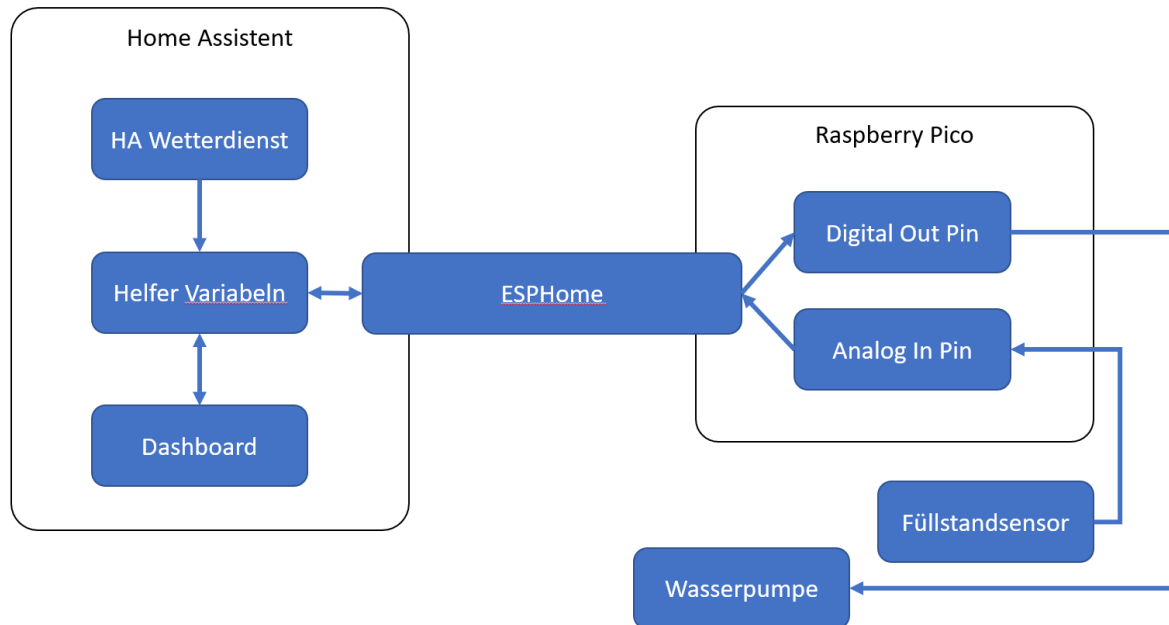 Home Assistent
HA Wetterdienst
Helfer Variabeln
Dashboard
ESPHome
Raspberry Pico
Digital Out Pin
Analog In Pin
Füllstandsensor
Wasserpumpe